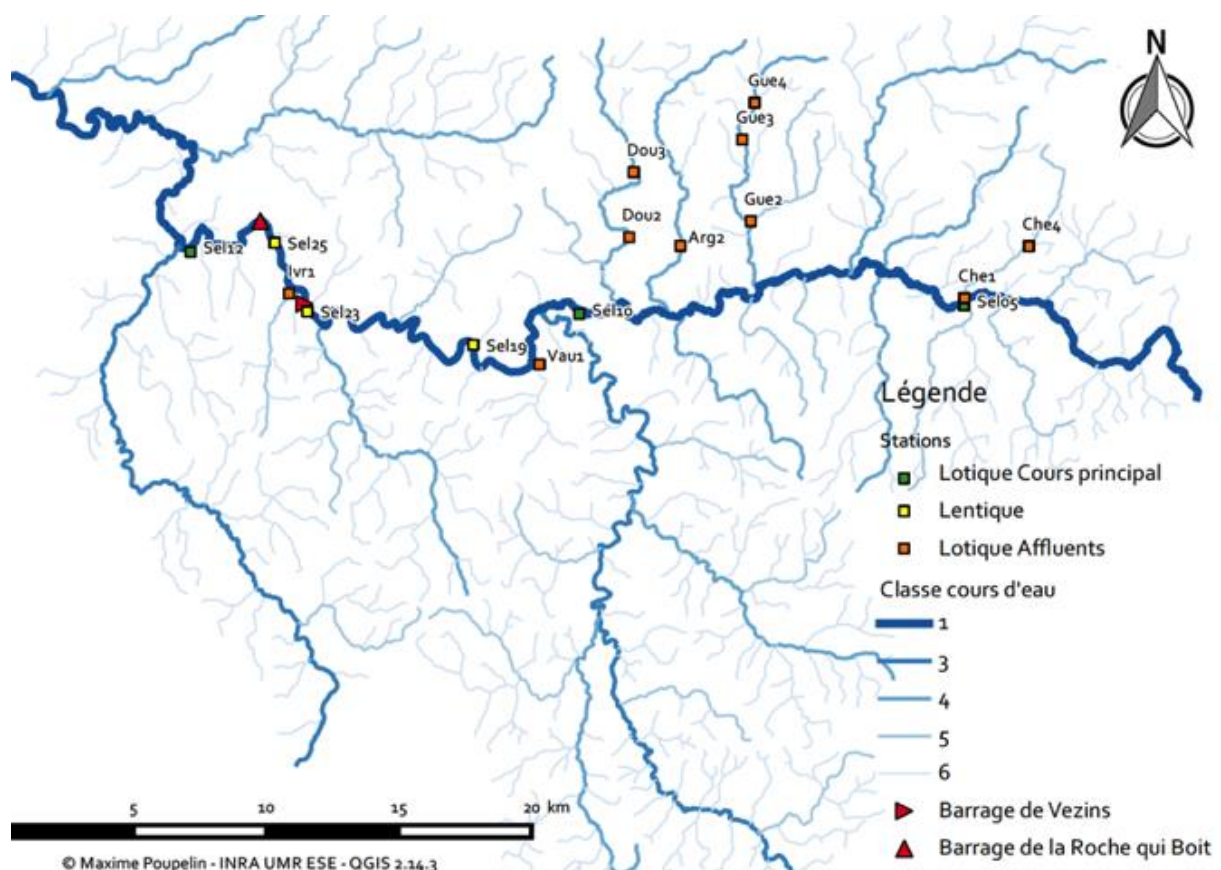 N
Gue4
Gue3
Dou3
Gue2
Dou2
Arg2
Che4
Sel12
Sel25
Ivr1
Che1
Sel05
Sel23
Sel10
Sel19
Vau1
Légende
Stations
Lotique Cours principal
Lentique
Lotique Affluents
Classe cours d'eau
1
3
4
5
6
Barrage de Vezins
Barrage de la Roche qui Boit
5 10 15 20 km
© Maxime Poupelin - INRA UMR ESE - QGIS 2.14.3